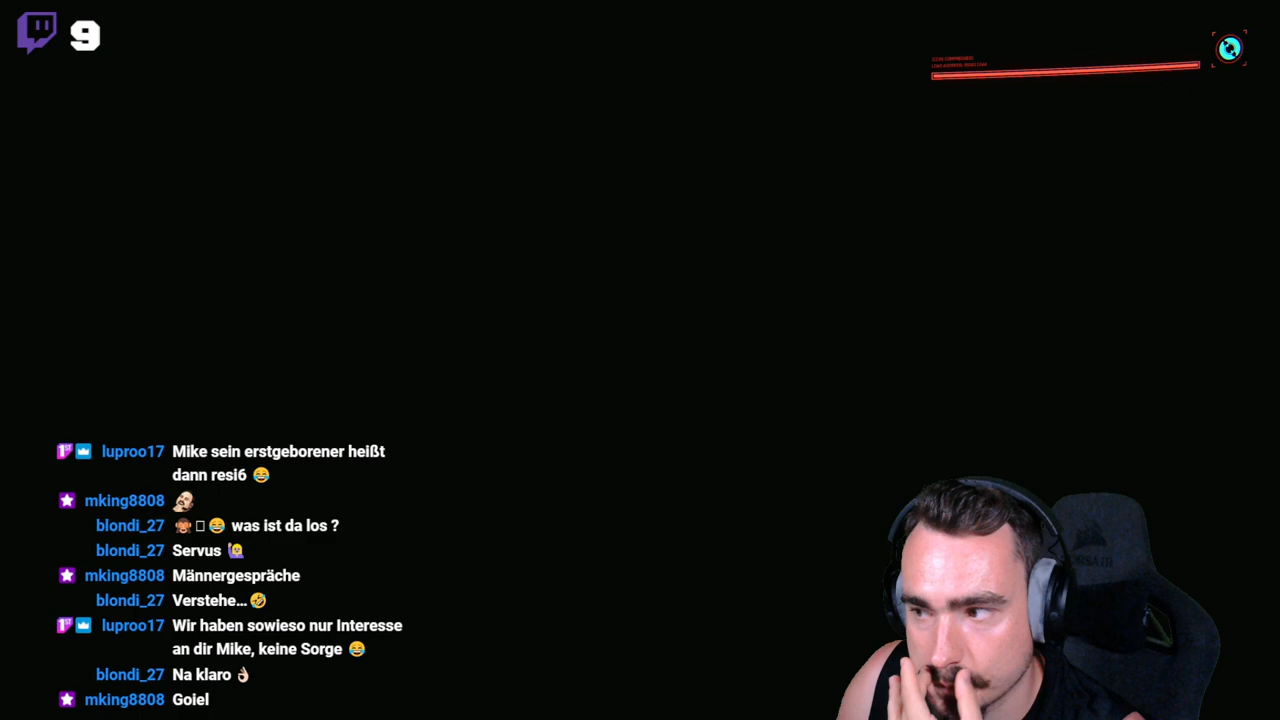 9
luproo17 Mike sein erstgeborener heißt
dann resi6 😂
mking8808
blondi_27 🙈 😂 was ist da los ?
blondi_27 Servus 🙋🏼‍♀️
mking8808 Männergespräche
blondi_27 Verstehe... 🤣
luproo17 Wir haben sowieso nur Interesse
an dir Mike, keine Sorge 😂
blondi_27 Na klaro 👌🏻
mking8808 Goiel